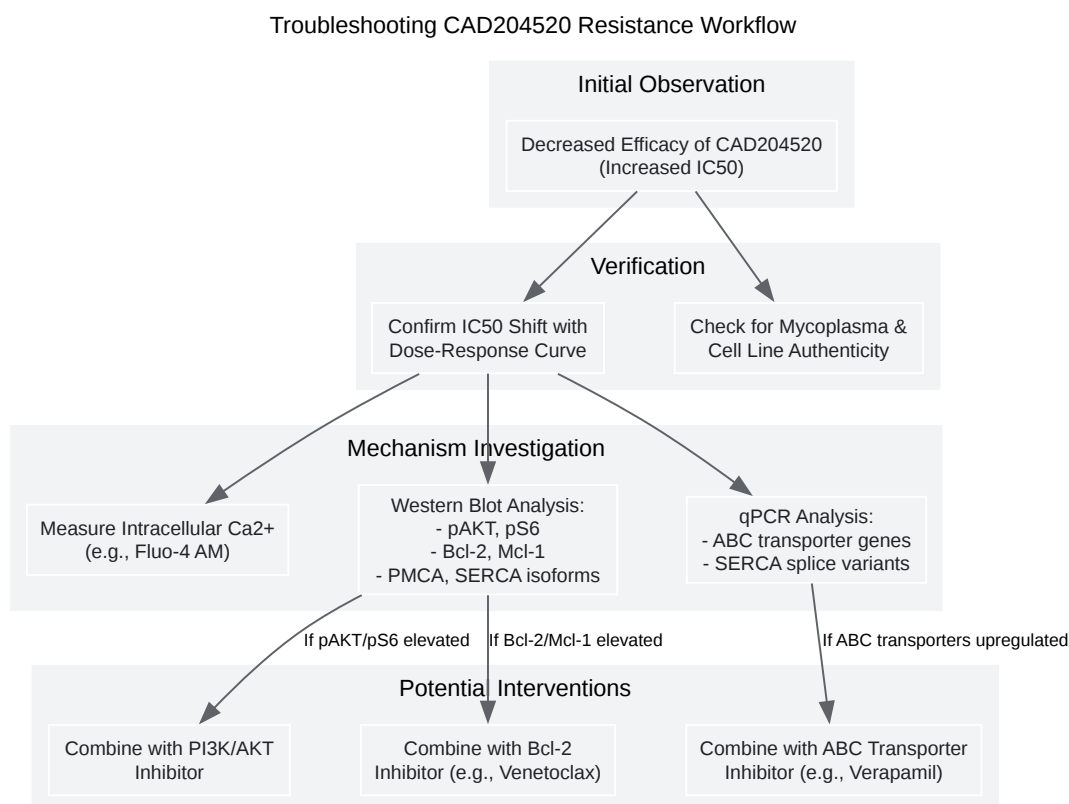 Troubleshooting CAD204520 Resistance Workflow
Initial Observation
Decreased Efficacy of CAD204520
(Increased IC50)
Verification
Confirm IC50 Shift with
Dose-Response Curve
Check for Mycoplasma &
Cell Line Authenticity
Mechanism Investigation
Measure Intracellular Ca2+
(e.g., Fluo-4 AM)
Western Blot Analysis:
- pAKT, pS6
- Bcl-2, Mcl-1
- PMCA, SERCA isoforms
qPCR Analysis:
- ABC transporter genes
- SERCA splice variants
If pAKT/pS6 elevated
If Bcl-2/Mcl-1 elevated
If ABC transporters upregulated
Potential Interventions
Combine with PI3K/AKT
Inhibitor
Combine with Bcl-2
Inhibitor (e.g., Venetoclax)
Combine with ABC Transporter
Inhibitor (e.g., Verapamil)